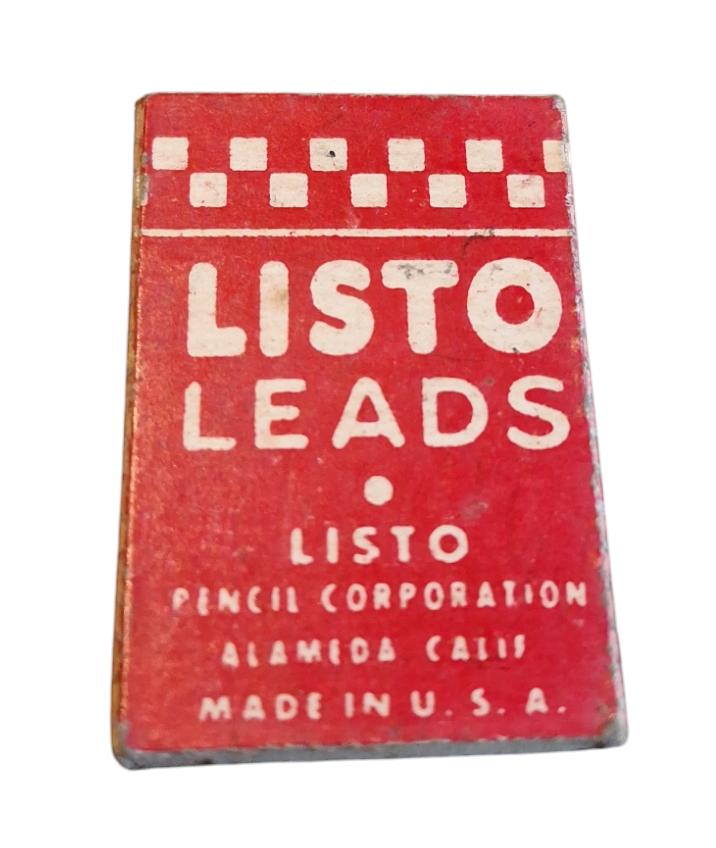 LISTO
LEADS
LISTO
PENCIL CORPORATION
ALAMEDA CALIF
MADE IN U. S. A.